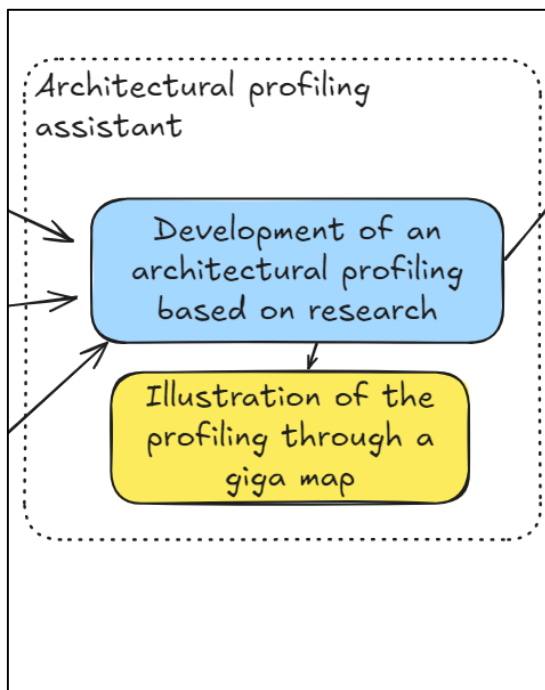 Architectural profiling
assistant
Development of an
architectural profiling
based on research
Illustration of the
profiling through a
giga map